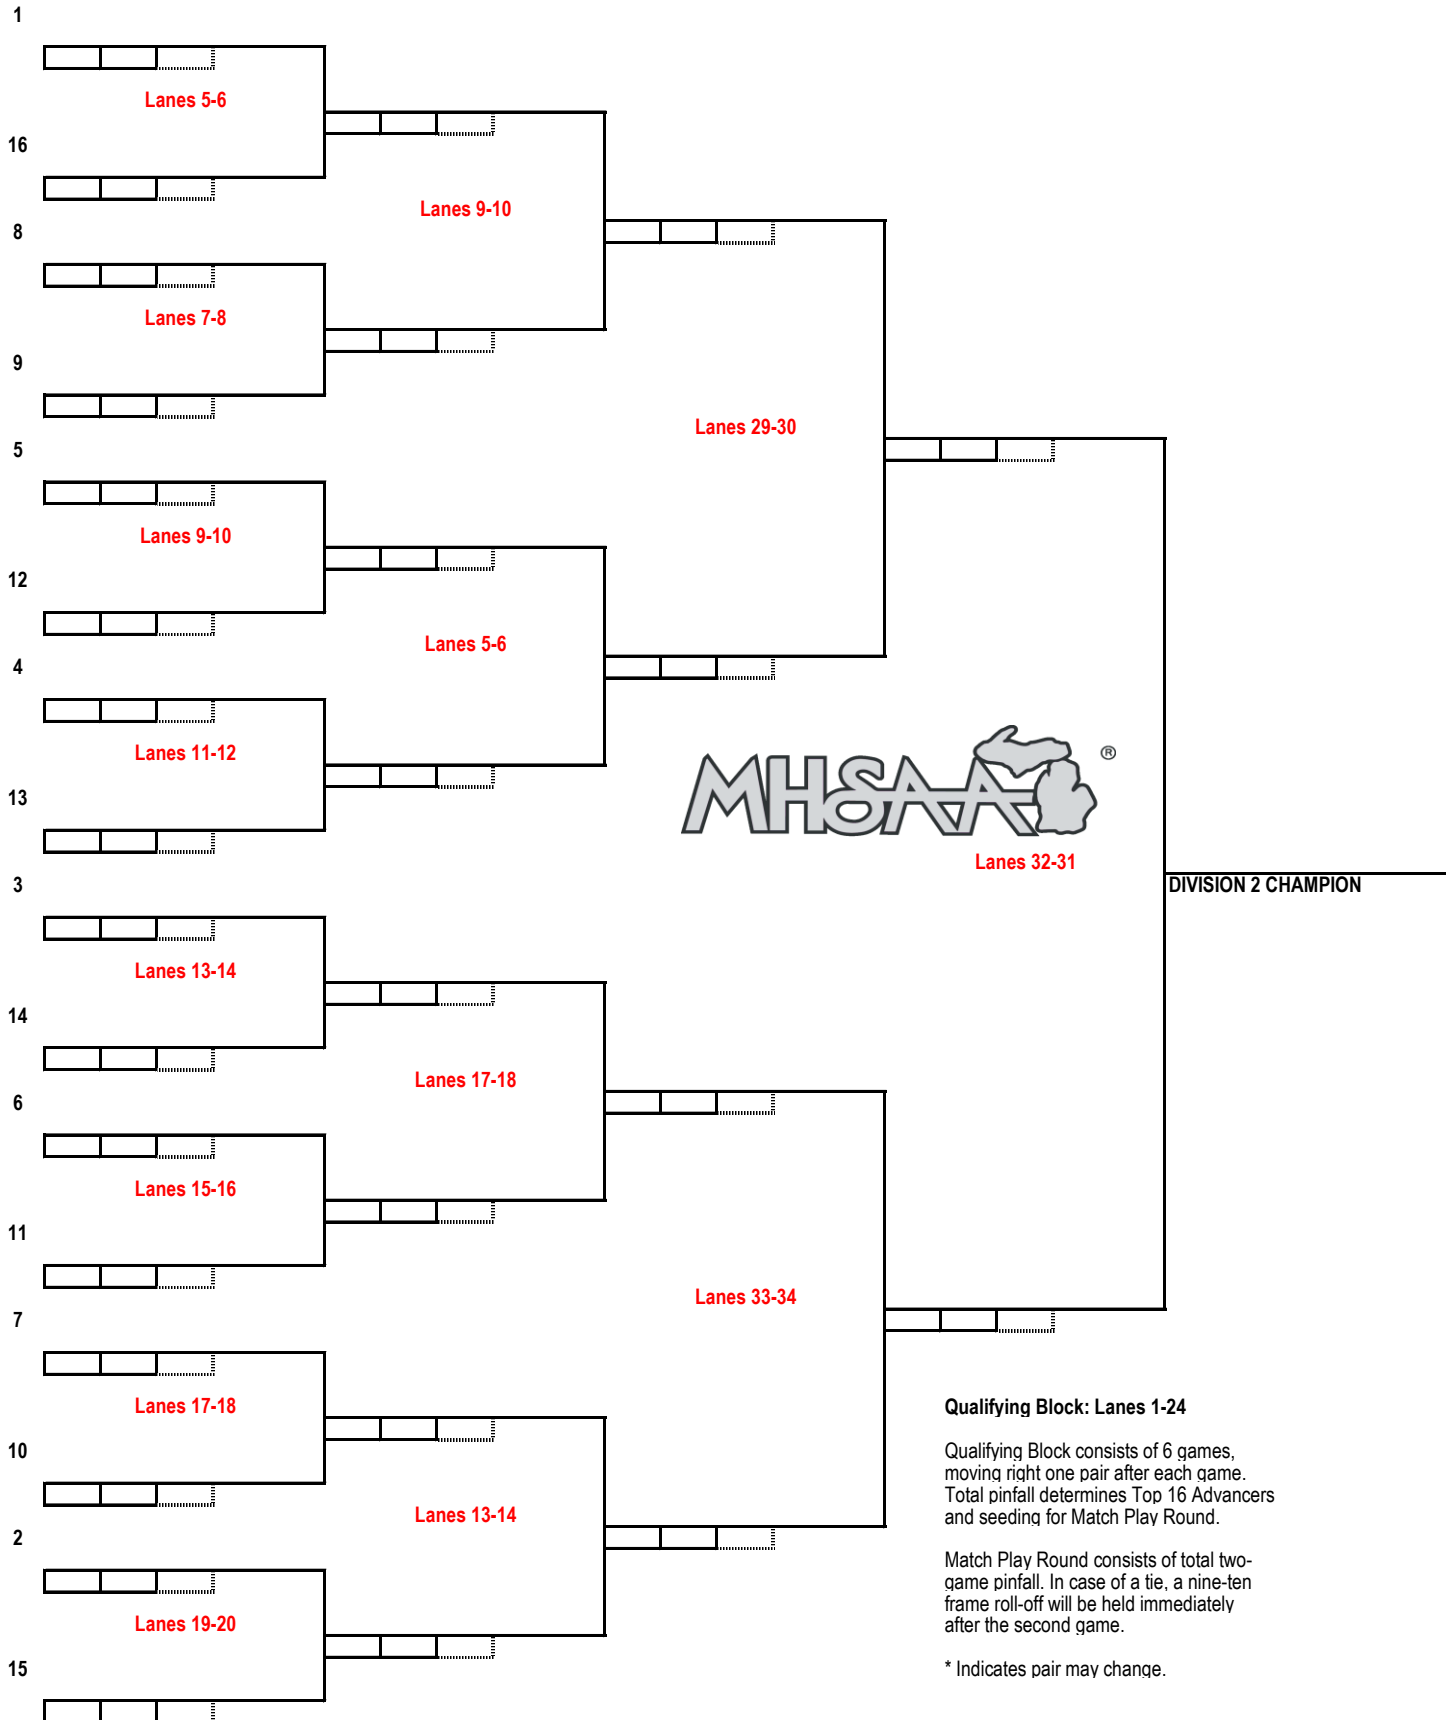 1
Lanes 5-6
16
Lanes 9-10
8
Lanes 7-8
9
Lanes 29-30
5
Lanes 9-10
12
Lanes 5-6
4
Lanes 11-12
13
MHSAA®
Lanes 32-31
3
DIVISION 2 CHAMPION
Lanes 13-14
14
Lanes 17-18
6
Lanes 15-16
11
Lanes 33-34
7
Lanes 17-18
10
Lanes 13-14
2
Lanes 19-20
15
Qualifying Block: Lanes 1-24
Qualifying Block consists of 6 games,
moving right one pair after each game.
Total pinfall determines Top 16 Advancers
and seeding for Match Play Round.
Match Play Round consists of total two-
game pinfall. In case of a tie, a nine-ten
frame roll-off will be held immediately
after the second game.
* Indicates pair may change.